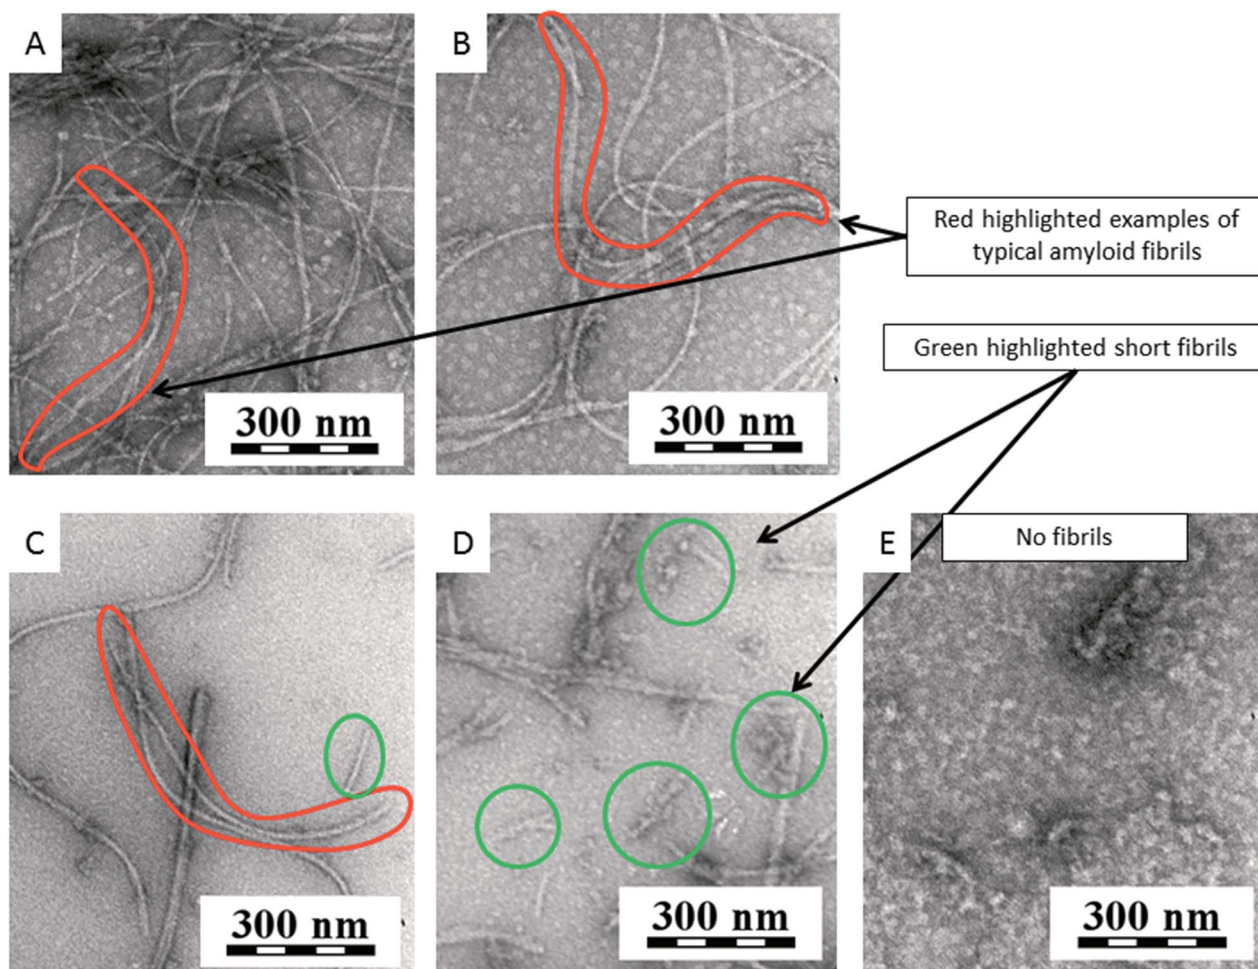 A
B
Red highlighted examples of
typical amyloid fibrils
Green highlighted short fibrils
300 nm
300 nm
C
D
No fibrils
E
300 nm
300 nm
300 nm